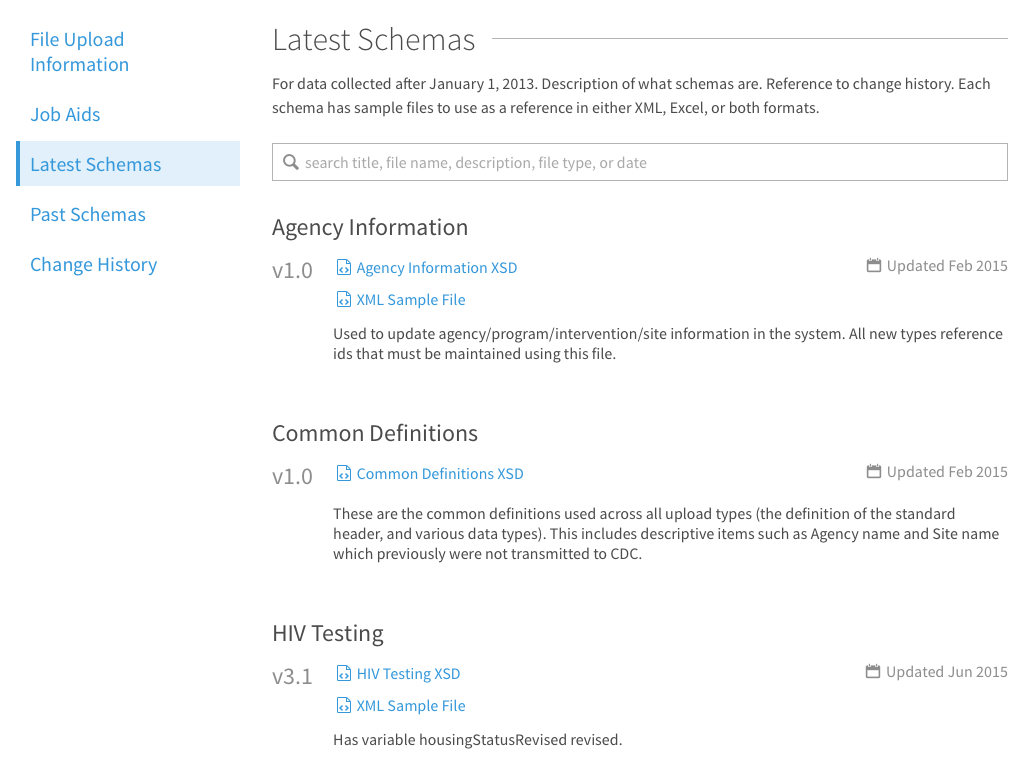 File Upload
Information
Job Aids
Latest Schemas
Past Schemas
Change History
Latest Schemas
For data collected after January 1, 2013. Description of what schemas are. Reference to change history. Each
schema has sample files to use as a reference in either XML, Excel, or both formats.
search title, file name, description, file type, or date
Agency Information
v1.0
Agency Information XSD
Updated Feb 2015
XML Sample File
Used to update agency/program/intervention/site information in the system. All new types reference
ids that must be maintained using this file.
Common Definitions
v1.0
Common Definitions XSD
Updated Feb 2015
These are the common definitions used across all upload types (the definition of the standard
header, and various data types). This includes descriptive items such as Agency name and Site name
which previously were not transmitted to CDC.
HIV Testing
v3.1
HIV Testing XSD
Updated Jun 2015
XML Sample File
Has variable housingStatusRevised revised.